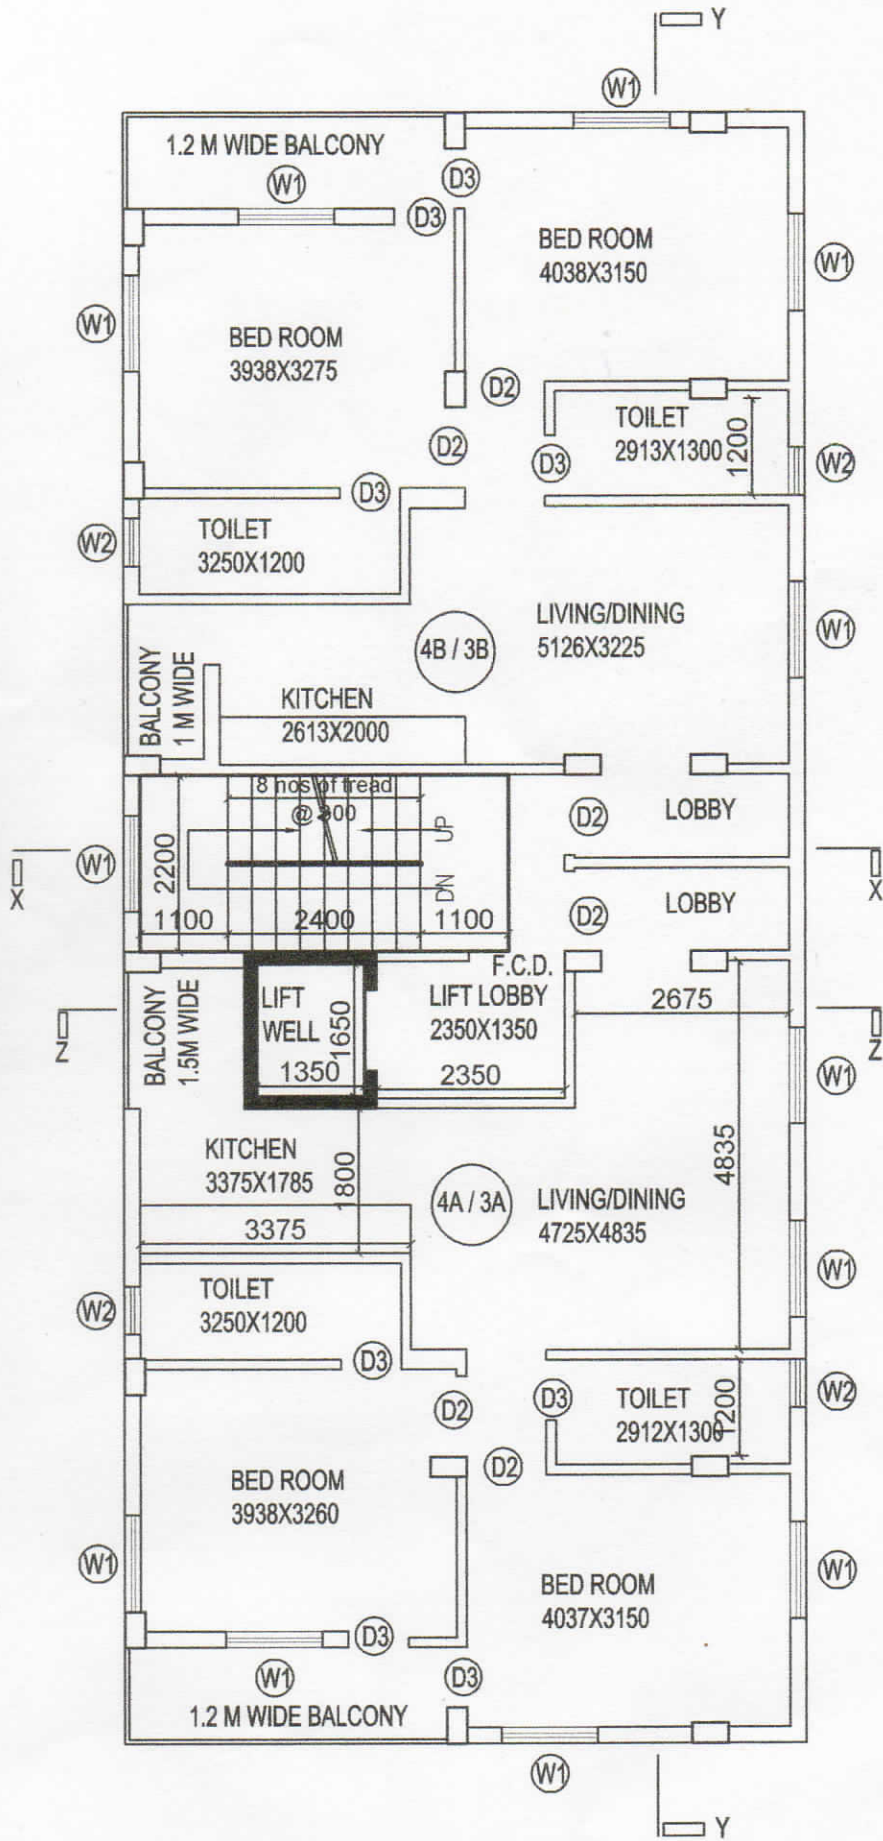 Y
W1
1.2 M WIDE BALCONY
W1
D3
D3
BED ROOM
4038X3150
W1
W1
BED ROOM
3938X3275
D2
TOILET
2913X1300
1200
D2
D3
W2
D3
W2
TOILET
3250X1200
LIVING/DINING
5126X3225
W1
4B / 3B
BALCONY
1 M WIDE
KITCHEN
2613X2000
8 nos of tread
@ 300
D2
LOBBY
UP
DN
2200
W1
X
X
1100
2400
1100
D2
LOBBY
F.C.D.
LIFT LOBBY
2350X1350
LIFT
WELL
1650
1350
2350
2675
BALCONY
1.5M WIDE
Z
Z
W1
KITCHEN
3375X1785
1800
4835
4A / 3A
LIVING/DINING
4725X4835
3375
W1
W2
TOILET
3250X1200
D3
D2
D3
TOILET
2912X1300
1200
W2
D2
BED ROOM
3938X3260
W1
BED ROOM
4037X3150
W1
D3
W1
D3
1.2 M WIDE BALCONY
W1
Y